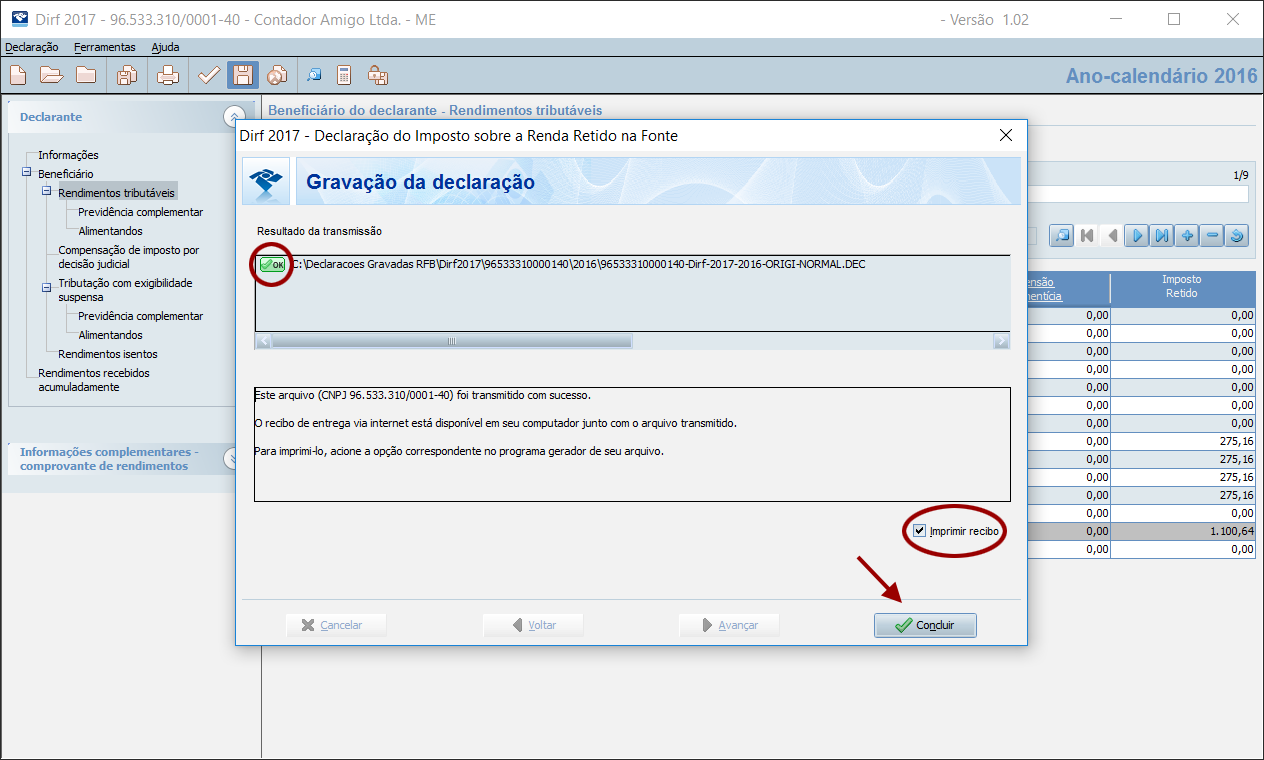 Dirf 2017 - 96.533.310/0001-40 - Contador Amigo Ltda. - ME - Versão 1.02
Declaração Ferramentas Ajuda
Ano-calendário 2016
Declarante
Informações
Beneficiário
Rendimentos tributáveis
Previdência complementar
Alimentandos
Compensação de imposto por
decisão judicial
Tributação com exigibilidade
suspensa
Previdência complementar
Alimentandos
Rendimentos isentos
Rendimentos recebidos
acumuladamente
Informações complementares -
comprovante de rendimentos
Beneficiário do declarante - Rendimentos tributáveis
Dirf 2017 - Declaração do Imposto sobre a Renda Retido na Fonte
Gravação da declaração
Resultado da transmissão
OK C:\Declaracoes Gravadas RFB\Dirf2017\96533310000140\2016\96533310000140-Dirf-2017-2016-ORIGI-NORMAL.DEC
Este arquivo (CNPJ 96.533.310/0001-40) foi transmitido com sucesso.
O recibo de entrega via internet está disponível em seu computador junto com o arquivo transmitido.
Para imprimi-lo, acione a opção correspondente no programa gerador de seu arquivo.
Imprimir recibo
Cancelar Voltar Avançar Concluir
1/9
ensão Imposto
entícia Retido
0,00 0,00
0,00 0,00
0,00 0,00
0,00 0,00
0,00 0,00
0,00 0,00
0,00 0,00
0,00 275,16
0,00 275,16
0,00 275,16
0,00 275,16
0,00 0,00
0,00 1.100,64
0,00 0,00